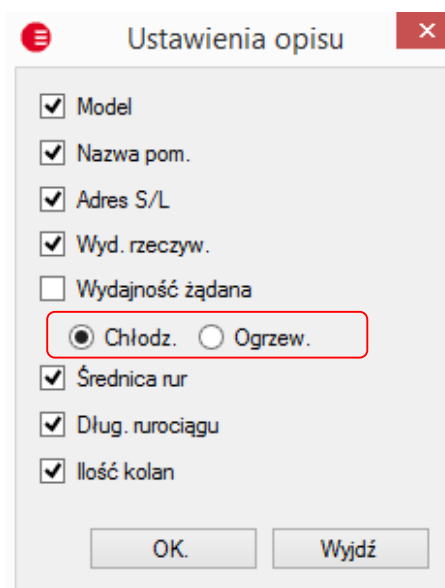 Ustawienia opisu
Model
Nazwa pom.
Adres S/L
Wyd. rzeczyw.
Wydajność żądana
Chłodz. Ogrzew.
Średnica rur
Dług. rurociągu
Ilość kolan
OK. Wyjdź